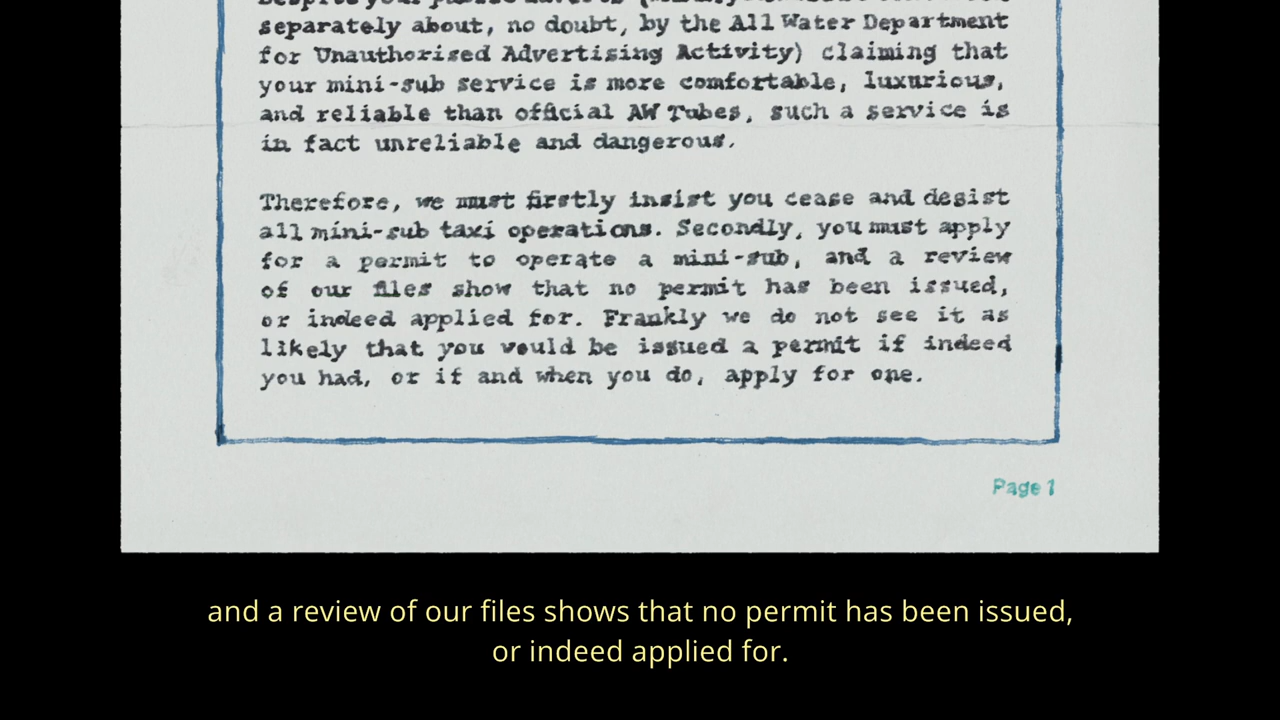 separately about, no doubt, by the All Water Department
for Unauthorised Advertising Activity) claiming that
your mini-sub service is more comfortable, luxurious,
and reliable than official AW Tubes, such a service is
in fact unreliable and dangerous.
Therefore, we must firstly insist you cease and desist
all mini-sub taxi operations. Secondly, you must apply
for a permit to operate a mini-sub, and a review
of our files show that no permit has been issued,
or indeed applied for. Frankly we do not see it as
likely that you would be issued a permit if indeed
you had, or if and when you do, apply for one.
Page 1
and a review of our files shows that no permit has been issued,
or indeed applied for.